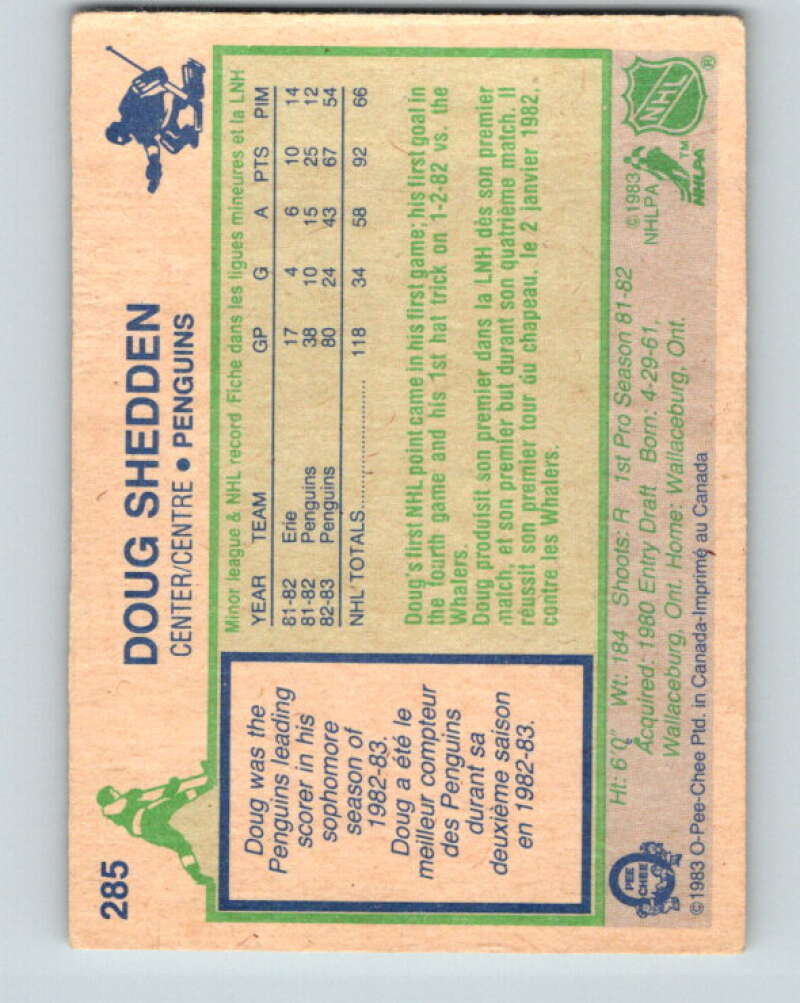 285
DOUG SHEDDEN
CENTER/CENTRE • PENGUINS
Doug was the
Penguins leading
scorer in his
sophomore
season of
1982-83.
Doug a été le
meilleur compteur
des Penguins
durant sa
deuxième saison
en 1982-83.
Minor league & NHL record Fiche dans les ligues mineures et la LNH
YEAR TEAM GP G A PTS PIM
81-82 Erie 17 4 6 10 14
81-82 Penguins 38 10 15 25 12
82-83 Penguins 80 24 43 67 54
NHL TOTALS 118 34 58 92 66
Doug's first NHL point came in his first game; his first goal in
the fourth game and his 1st hat trick on 1-2-82 vs. the
Whalers.
Doug produisit son premier dans la LNH dès son premier
match, et son premier but durant son quatrième match. Il
réussit son premier tour du chapeau, le 2 janvier 1982,
contre les Whalers.
Ht: 6'0" Wt: 184 Shoots: R 1st Pro Season 81-82
Acquired: 1980 Entry Draft Born: 4-29-61,
Wallaceburg, Ont. Home: Wallaceburg, Ont.
©1983 O-Pee-Chee Ptd. in Canada-Imprimé au Canada
O
PEE
CHEE
©1983
NHLPA
NHLPA
TM
NHL
®